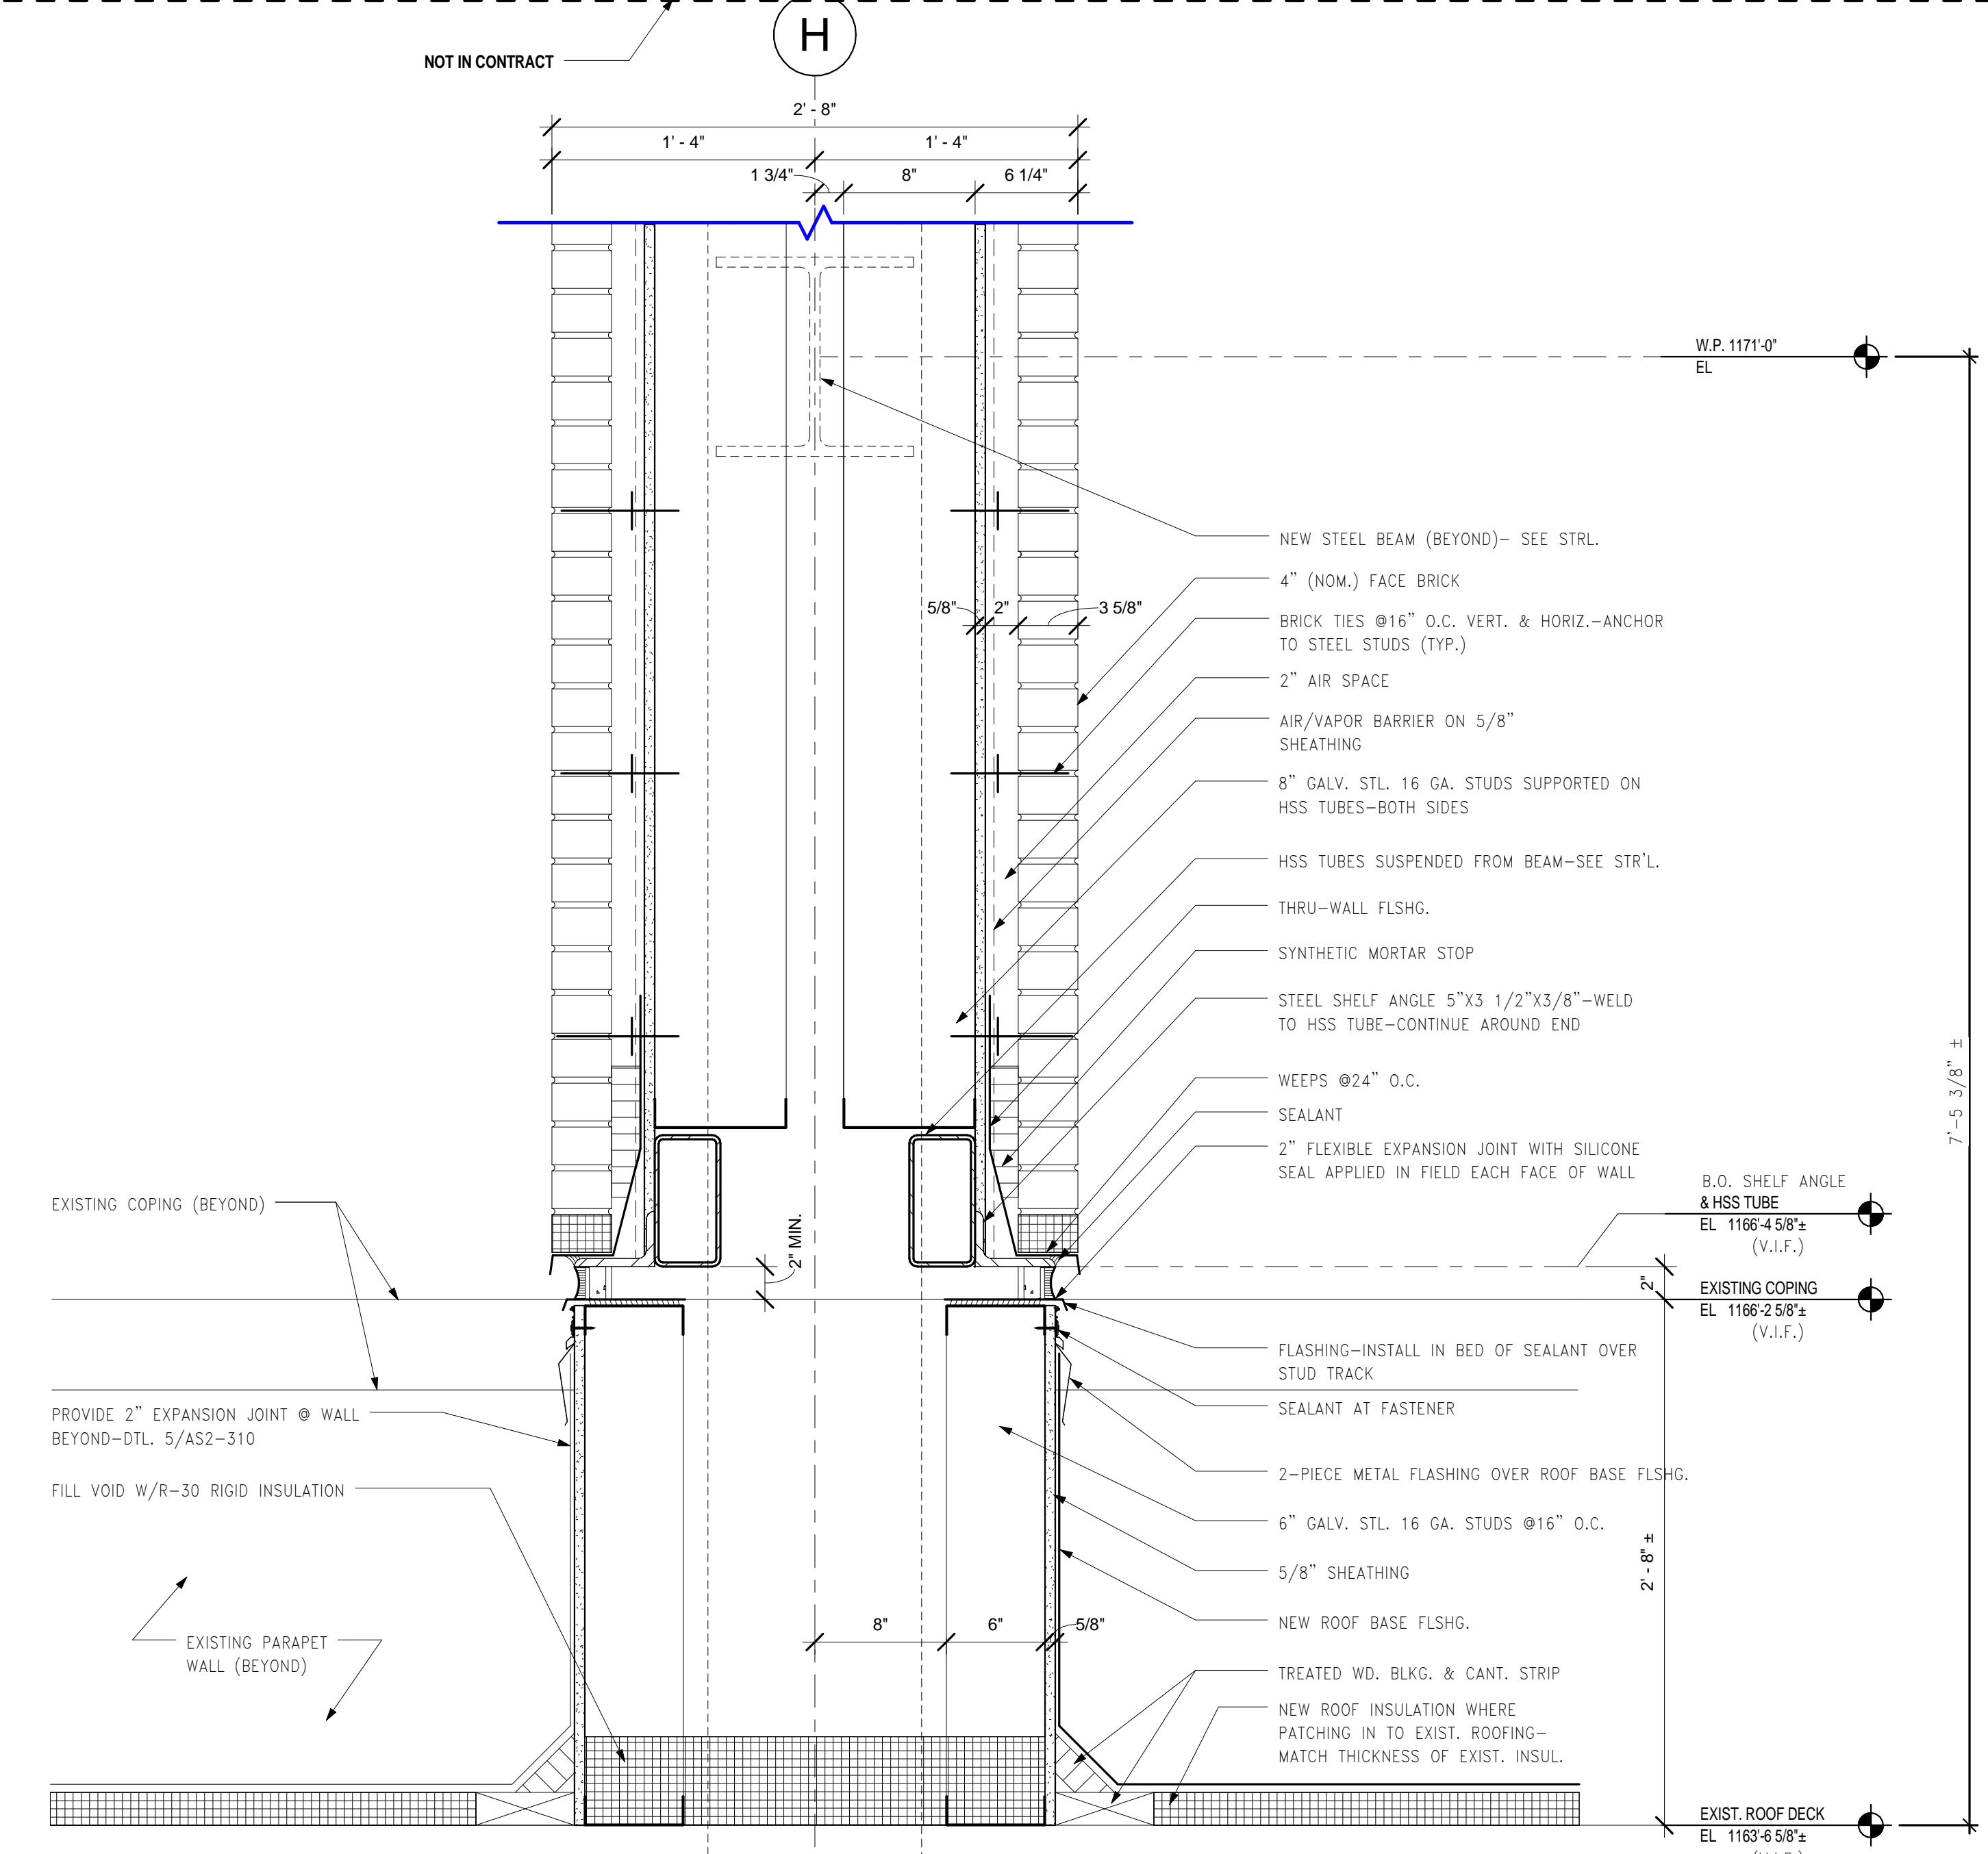 H
NOT IN CONTRACT
2' - 8"
1' - 4"
1' - 4"
1 3/4"
8"
6 1/4"
W.P. 1171'-0"
EL
NEW STEEL BEAM (BEYOND)- SEE STRL.
4" (NOM.) FACE BRICK
5/8"
2"
3 5/8"
BRICK TIES @16" O.C. VERT. & HORIZ.-ANCHOR
TO STEEL STUDS (TYP.)
2" AIR SPACE
AIR/VAPOR BARRIER ON 5/8"
SHEATHING
8" GALV. STL. 16 GA. STUDS SUPPORTED ON
HSS TUBES-BOTH SIDES
HSS TUBES SUSPENDED FROM BEAM-SEE STR'L.
THRU-WALL FLSHG.
SYNTHETIC MORTAR STOP
STEEL SHELF ANGLE 5"X3 1/2"X3/8"-WELD
TO HSS TUBE-CONTINUE AROUND END
WEEPS @24" O.C.
SEALANT
2" FLEXIBLE EXPANSION JOINT WITH SILICONE
SEAL APPLIED IN FIELD EACH FACE OF WALL
7'-5 3/8" ±
B.O. SHELF ANGLE
& HSS TUBE
EL 1166'-4 5/8"±
(V.I.F.)
EXISTING COPING (BEYOND)
2" MIN.
2"
EXISTING COPING
EL 1166'-2 5/8"±
(V.I.F.)
FLASHING-INSTALL IN BED OF SEALANT OVER
STUD TRACK
SEALANT AT FASTENER
PROVIDE 2" EXPANSION JOINT @ WALL
BEYOND-DTL. 5/AS2-310
2-PIECE METAL FLASHING OVER ROOF BASE FLSHG.
FILL VOID W/R-30 RIGID INSULATION
6" GALV. STL. 16 GA. STUDS @16" O.C.
5/8" SHEATHING
2' - 8" ±
8"
6"
5/8"
NEW ROOF BASE FLSHG.
EXISTING PARAPET
WALL (BEYOND)
TREATED WD. BLKG. & CANT. STRIP
NEW ROOF INSULATION WHERE
PATCHING IN TO EXIST. ROOFING-
MATCH THICKNESS OF EXIST. INSUL.
EXIST. ROOF DECK
EL 1163'-6 5/8"±